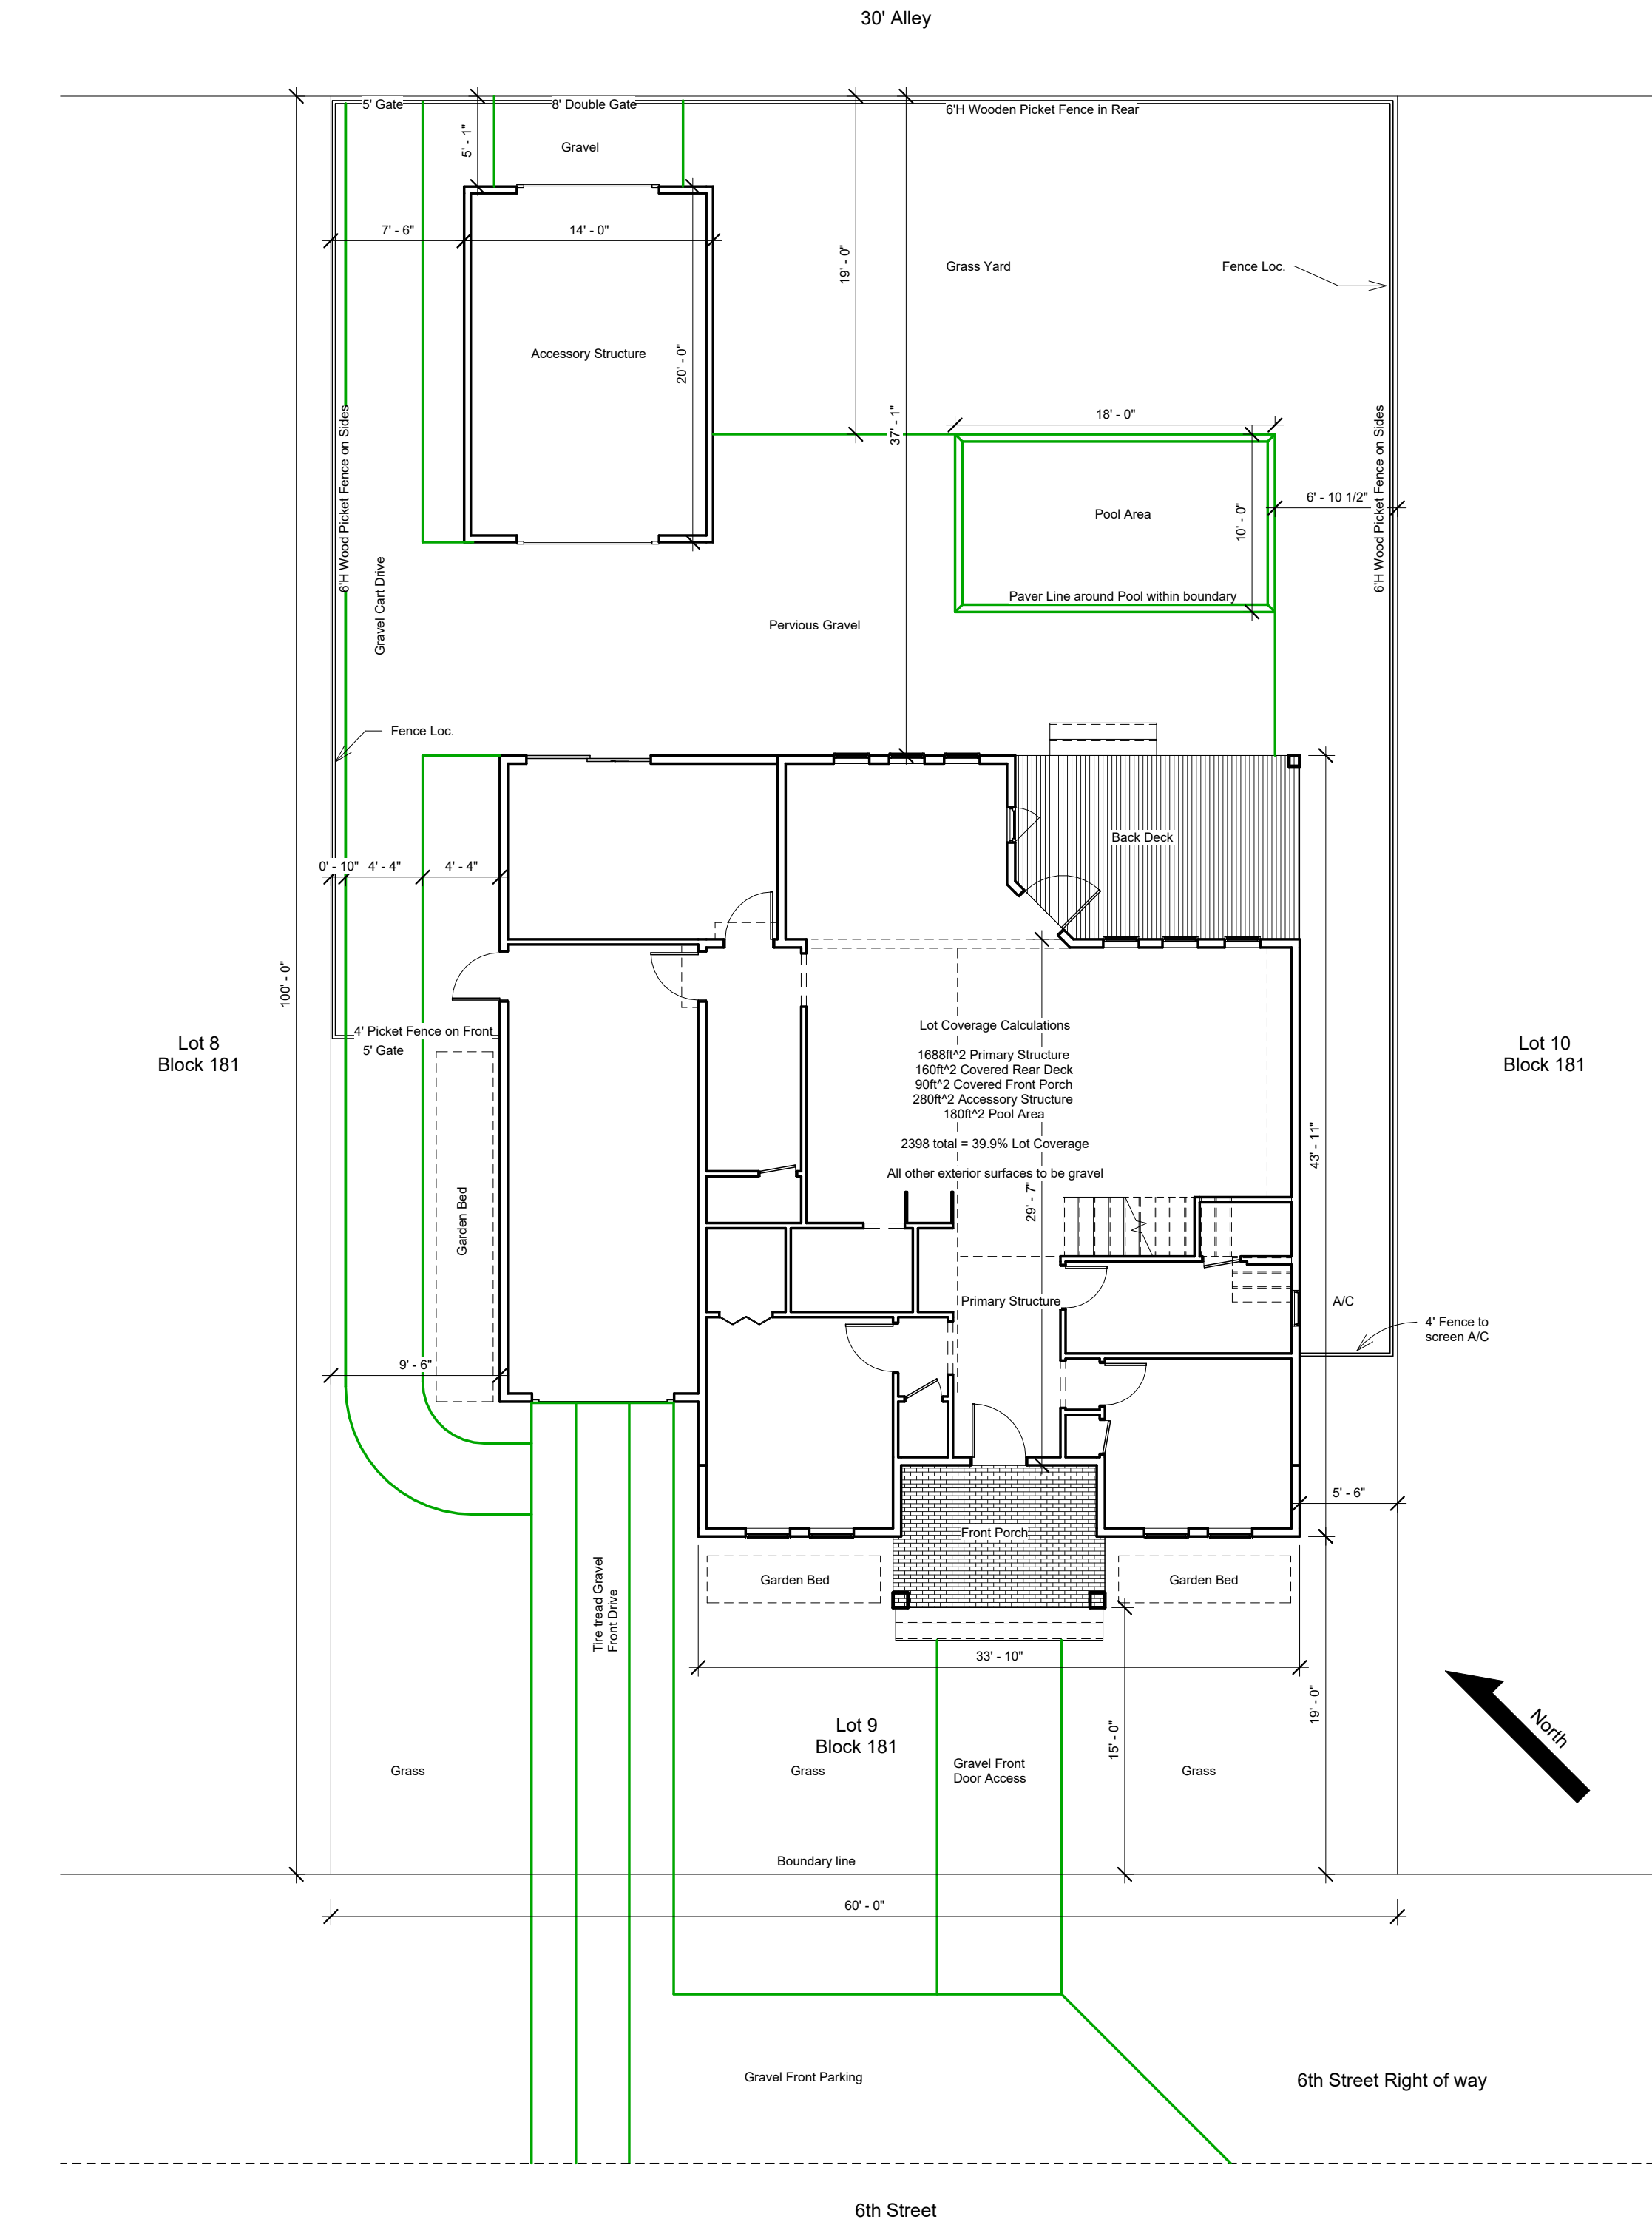 30' Alley
5' Gate
8' Double Gate
6'H Wooden Picket Fence in Rear
5' - 1"
Gravel
7' - 6"
14' - 0"
19' - 0"
Grass Yard
Fence Loc.
Accessory Structure
20' - 0"
37' - 1"
18' - 0"
6'H Wood Picket Fence on Sides
6'H Wood Picket Fence on Sides
6' - 10 1/2"
Pool Area
10' - 0"
Paver Line around Pool within boundary
Gravel Cart Drive
Pervious Gravel
Fence Loc.
Back Deck
0' - 10"
4' - 4"
4' - 4"
100' - 0"
4' Picket Fence on Front
5' Gate
Lot 8
Block 181
Lot 10
Block 181
Lot Coverage Calculations
1688ft^2 Primary Structure
160ft^2 Covered Rear Deck
90ft^2 Covered Front Porch
280ft^2 Accessory Structure
180ft^2 Pool Area
2398 total = 39.9% Lot Coverage
All other exterior surfaces to be gravel
29' - 7"
43' - 11"
Garden Bed
Primary Structure
A/C
4' Fence to
screen A/C
9' - 6"
5' - 6"
Front Porch
Garden Bed
Garden Bed
Tire tread Gravel
Front Drive
33' - 10"
19' - 0"
15' - 0"
North
Lot 9
Block 181
Grass
Grass
Gravel Front
Door Access
Grass
Boundary line
60' - 0"
Gravel Front Parking
6th Street Right of way
6th Street